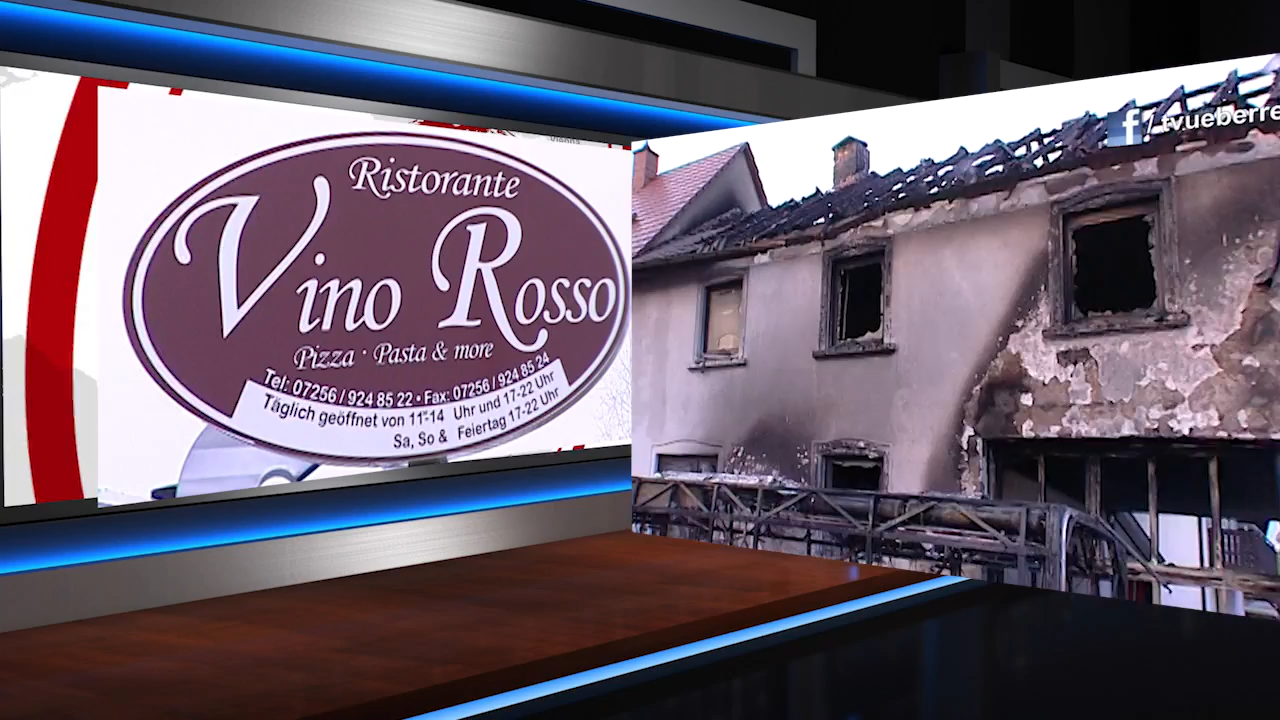 Ristorante
Vino Rosso
Pizza · Pasta & more
Tel: 07256 / 924 85 22 • Fax: 07256 / 924 85 24
Täglich geöffnet von 11-14 Uhr und 17-22 Uhr
Sa, So & Feiertag 17-22 Uhr
f /tvueberre